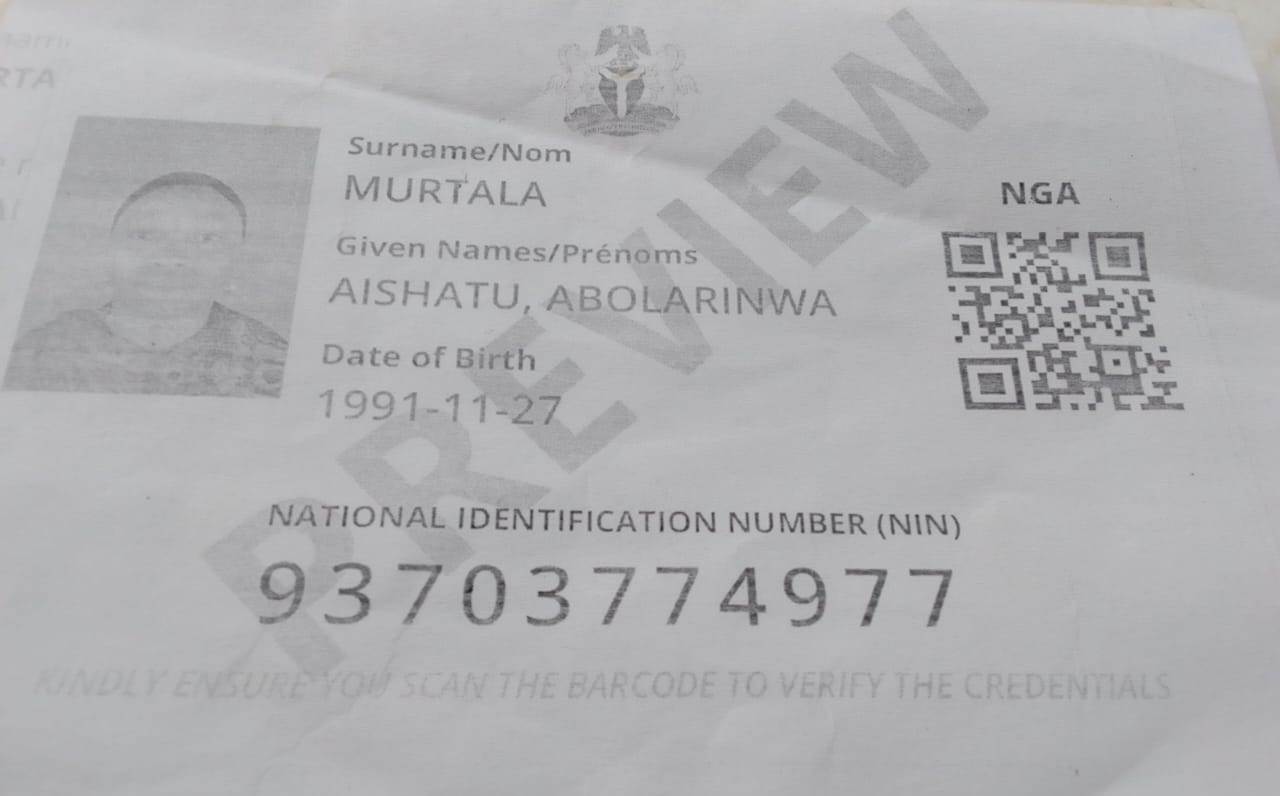 NGA
Surname/Nom
MURTALA
Given Names/Prénoms
AISHATU, ABOLARINWA
Date of Birth
1991-11-27
PREVIEW
NATIONAL IDENTIFICATION NUMBER (NIN)
93703774977
KINDLY ENSURE YOU SCAN THE BARCODE TO VERIFY THE CREDENTIALS